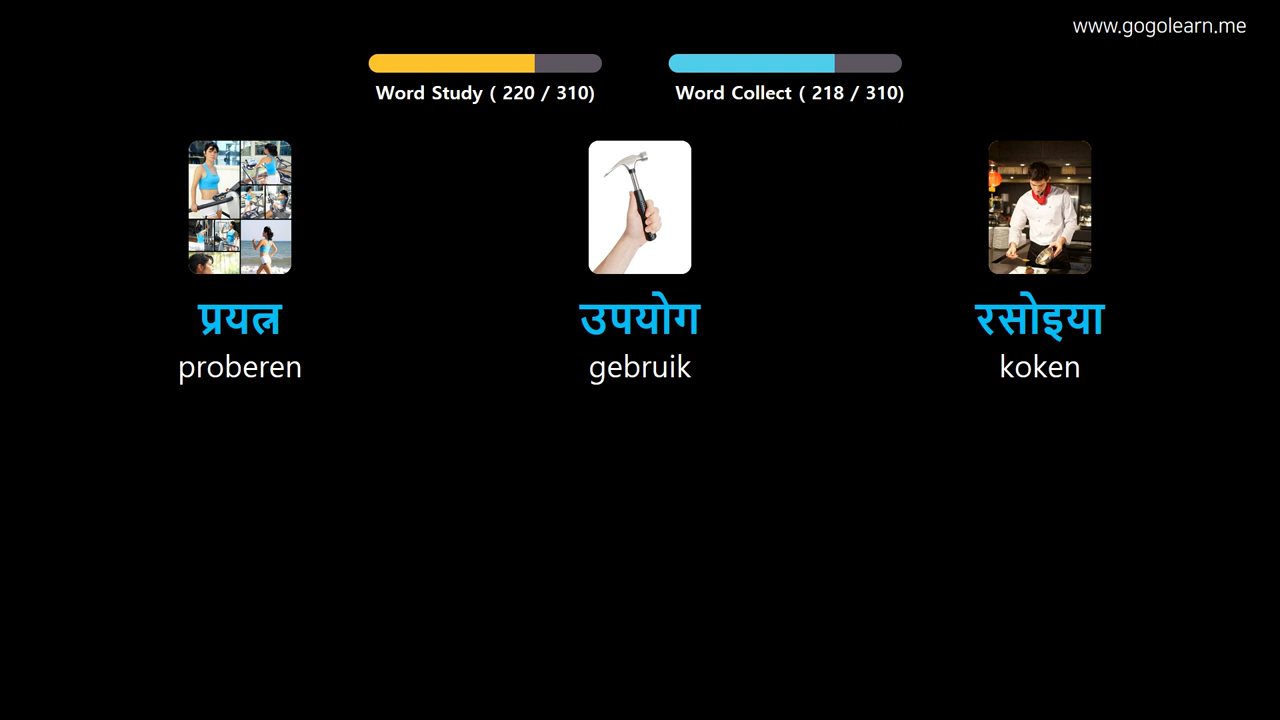 www.gogolearn.me
Word Study ( 220 / 310)
Word Collect ( 218 / 310)
प्रयत्न
उपयोग
रसोइया
proberen
gebruik
koken